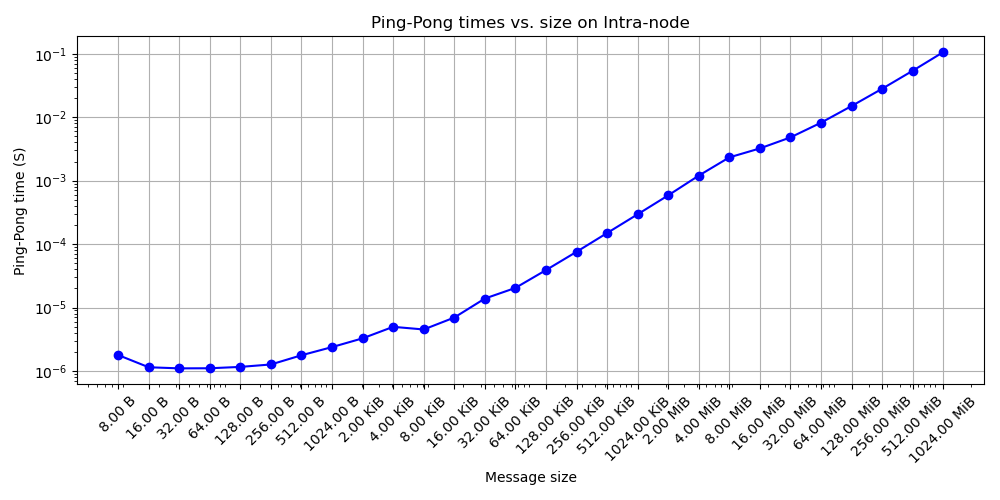 Ping-Pong times vs. size on Intra-node
Ping-Pong time (S)
10⁻¹
10⁻²
10⁻³
10⁻⁴
10⁻⁵
10⁻⁶
8.00 B
16.00 B
32.00 B
64.00 B
128.00 B
256.00 B
512.00 B
1024.00 B
2.00 KiB
4.00 KiB
8.00 KiB
16.00 KiB
32.00 KiB
64.00 KiB
128.00 KiB
256.00 KiB
512.00 KiB
1024.00 KiB
2.00 MiB
4.00 MiB
8.00 MiB
16.00 MiB
32.00 MiB
64.00 MiB
128.00 MiB
256.00 MiB
512.00 MiB
1024.00 MiB
Message size